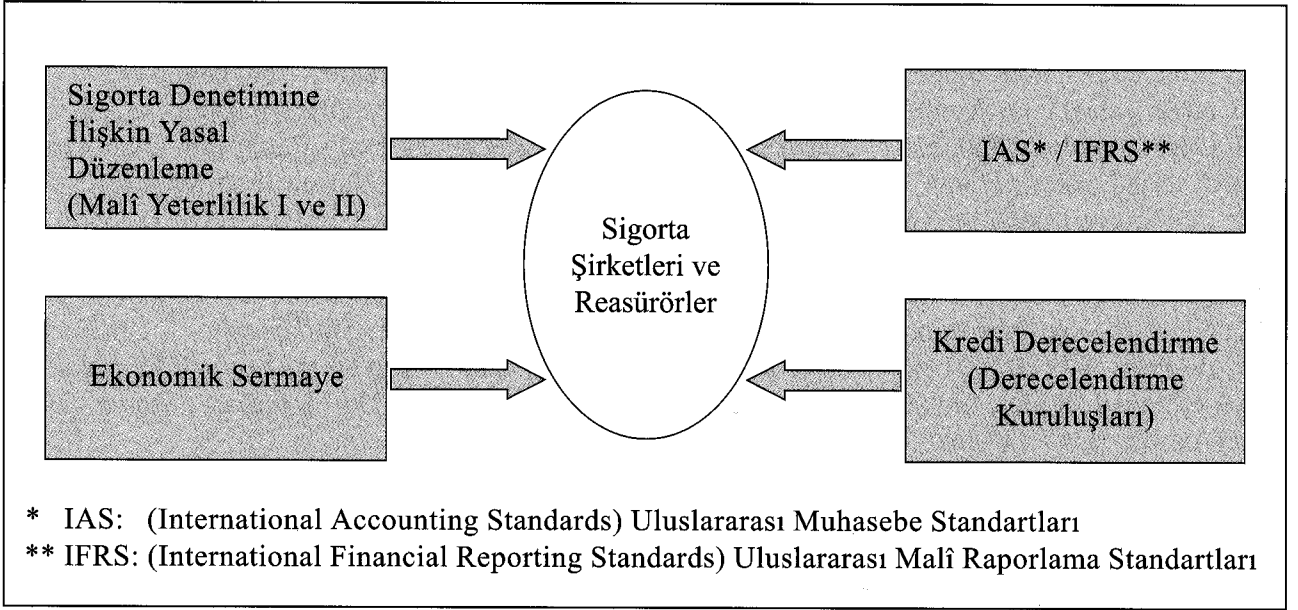 Sigorta Denetimine
İlişkin Yasal
Düzenleme
(Malî Yeterlilik I ve II)
IAS* / IFRS**
Sigorta
Şirketleri ve
Reasürörler
Ekonomik Sermaye
Kredi Derecelendirme
(Derecelendirme
Kuruluşları)
* IAS: (International Accounting Standards) Uluslararası Muhasebe Standartları
** IFRS: (International Financial Reporting Standards) Uluslararası Malî Raporlama Standartları